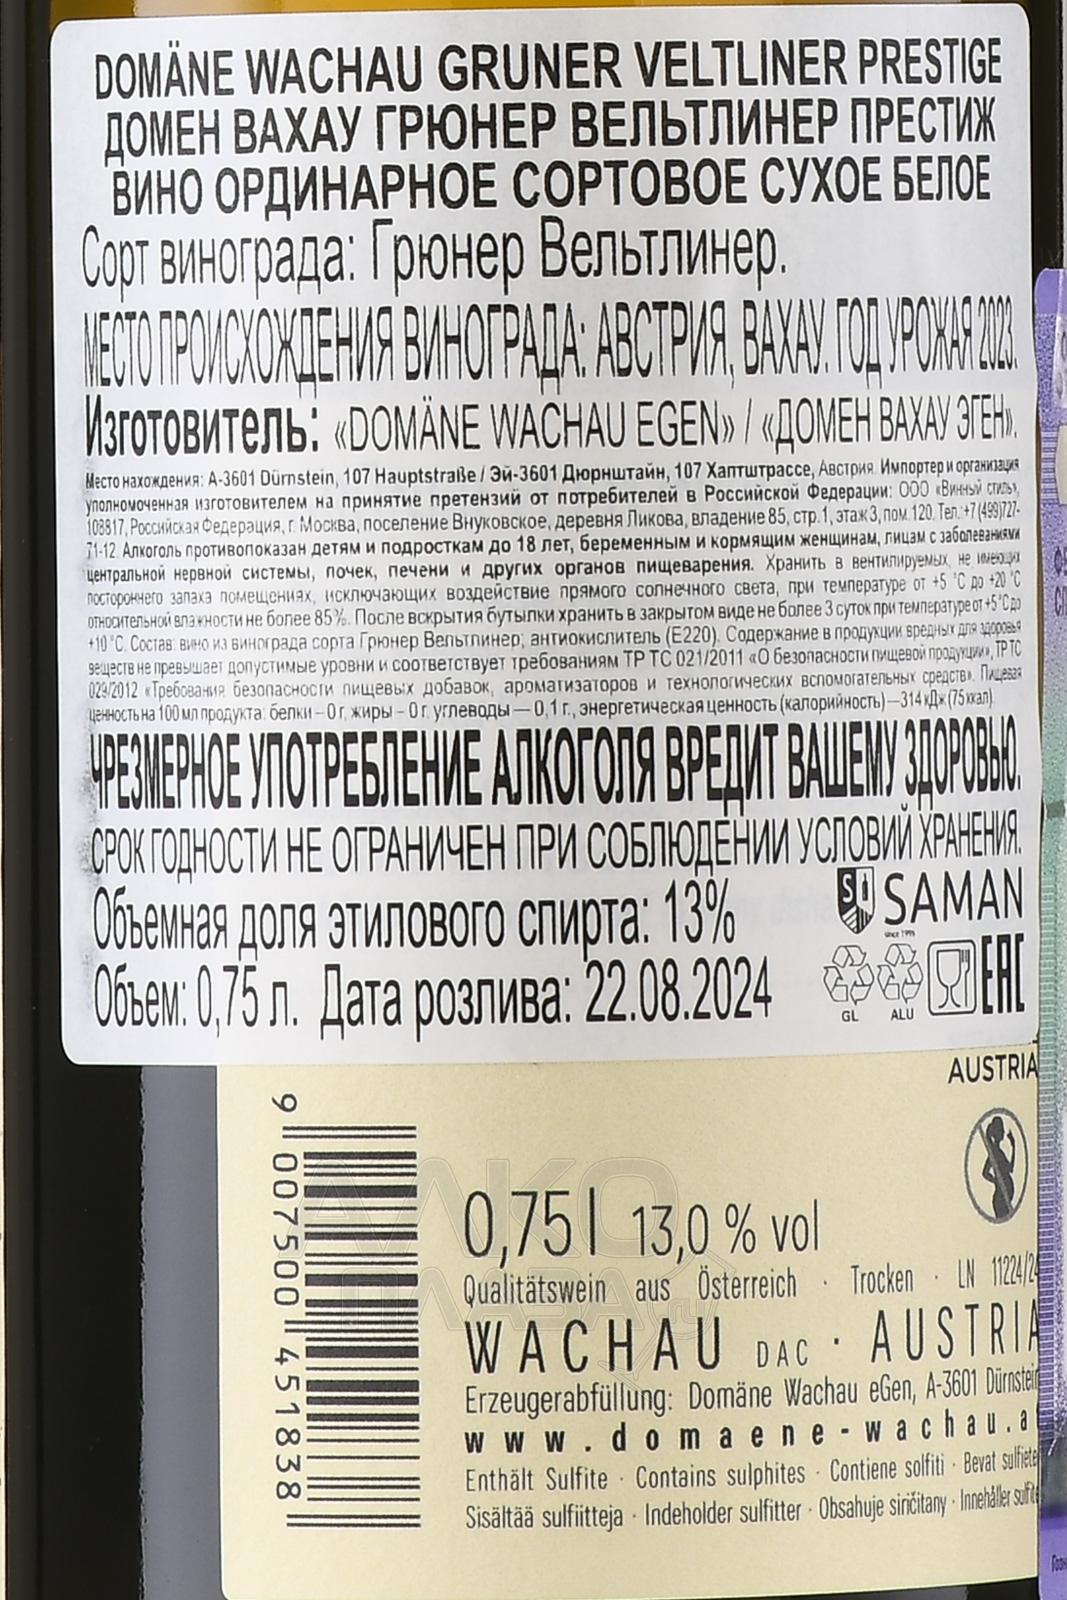 DOMÄNE WACHAU GRUNER VELTLINER PRESTIGE
ДОМЕН ВАХАУ ГРЮНЕР ВЕЛЬТЛИНЕР ПРЕСТИЖ
ВИНО ОРДИНАРНОЕ СОРТОВОЕ СУХОЕ БЕЛОЕ
Сорт винограда: Грюнер Вельтлинер.
МЕСТО ПРОИСХОЖДЕНИЯ ВИНОГРАДА: АВСТРИЯ, ВАХАУ. ГОД УРОЖАЯ 2023.
Изготовитель: «DOMÄNE WACHAU EGEN» / «ДОМЕН ВАХАУ ЭГЕН».
Место нахождения: A-3601 Dürnstein, 107 Hauptstraße / Эй-3601 Дюрнштайн, 107 Хаптштрассе, Австрия. Импортер и организация
уполномоченная изготовителем на принятие претензий от потребителей в Российской Федерации: ООО «Винный стиль»,
108817, Российская Федерация, г. Москва, поселение Внуковское, деревня Ликова, владение 85, стр.1, этаж 3, пом. 120. Тел.:+7 (499)727-
71-12. Алкоголь противопоказан детям и подросткам до 18 лет, беременным и кормящим женщинам, лицам с заболеваниями
центральной нервной системы, почек, печени и других органов пищеварения. Хранить в вентилируемых, не имеющих
постороннего запаха помещениях, исключающих воздействие прямого солнечного света, при температуре от +5 °С до +20 °С
относительной влажности не более 85%. После вскрытия бутылки хранить в закрытом виде не более 3 суток при температуре от +5°С до
+10 °С. Состав: вино из винограда сорта Грюнер Вельтлинер; антиокислитель (Е220). Содержание в продукции вредных для здоровья
веществ не превышает допустимые уровни и соответствует требованиям ТР ТС 021/2011 «О безопасности пищевой продукции», ТР ТС
029/2012 «Требования безопасности пищевых добавок, ароматизаторов и технологических вспомогательных средств». Пищевая
ценность на 100 мл продукта: белки – 0 г, жиры – 0 г, углеводы — 0,1 г., энергетическая ценность (калорийность) —314 кДж (75 ккал).
ЧРЕЗМЕРНОЕ УПОТРЕБЛЕНИЕ АЛКОГОЛЯ ВРЕДИТ ВАШЕМУ ЗДОРОВЬЮ.
СРОК ГОДНОСТИ НЕ ОГРАНИЧЕН ПРИ СОБЛЮДЕНИИ УСЛОВИЙ ХРАНЕНИЯ.
Объемная доля этилового спирта: 13%
SAMAN
since 1999
Объем: 0,75 л. Дата розлива: 22.08.2024
GL ALU EAC
AUSTRIA
9 007500 451838
0,75 l 13,0 % vol
Qualitätswein aus Österreich · Trocken · LN 11224/24
WACHAU DAC · AUSTRIA
Erzeugerabfüllung: Domäne Wachau eGen, A-3601 Dürnstein
www.domaene-wachau.at
Enthält Sulfite · Contains sulphites · Contiene solfiti · Bevat sulfiete
Sisältää sulfiitteja · Indeholder sulfitter · Obsahuje siričitany · Innehåller sulfit
АЛКО
ПЛАЗА.ru